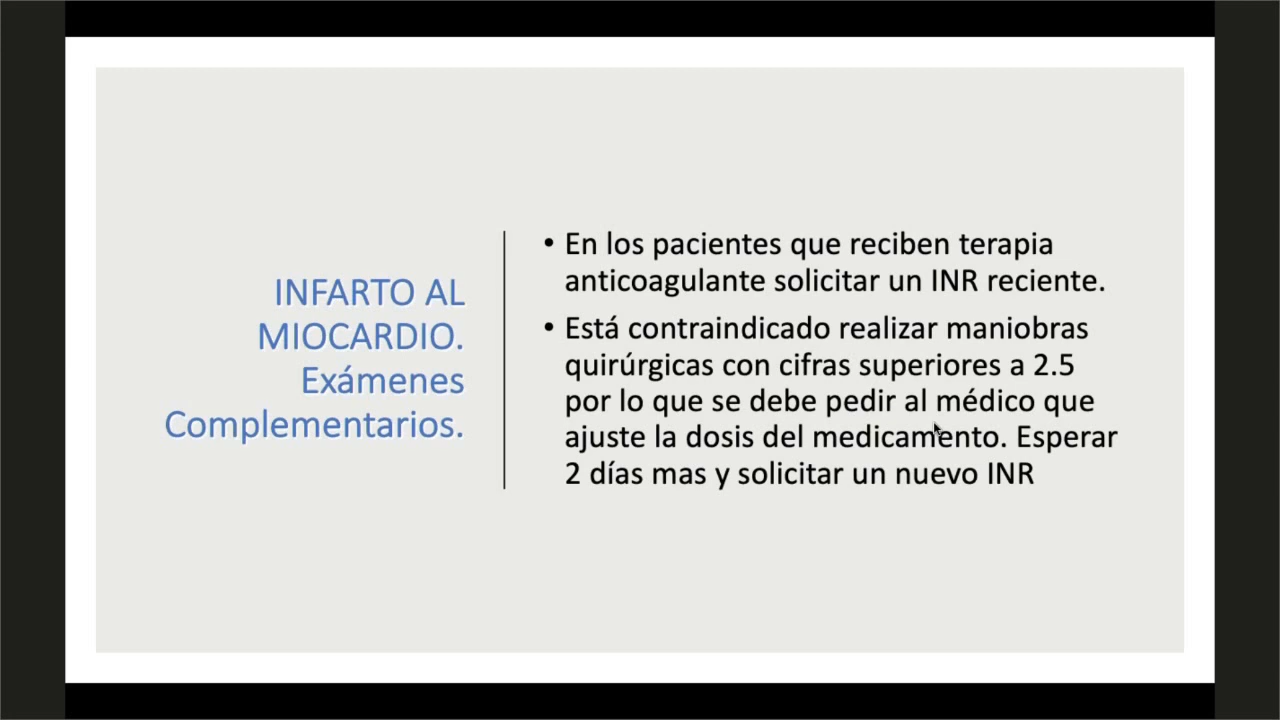 INFARTO AL
MIOCARDIO.
Exámenes
Complementarios.
• En los pacientes que reciben terapia
anticoagulante solicitar un INR reciente.
• Está contraindicado realizar maniobras
quirúrgicas con cifras superiores a 2.5
por lo que se debe pedir al médico que
ajuste la dosis del medicamento. Esperar
2 días mas y solicitar un nuevo INR